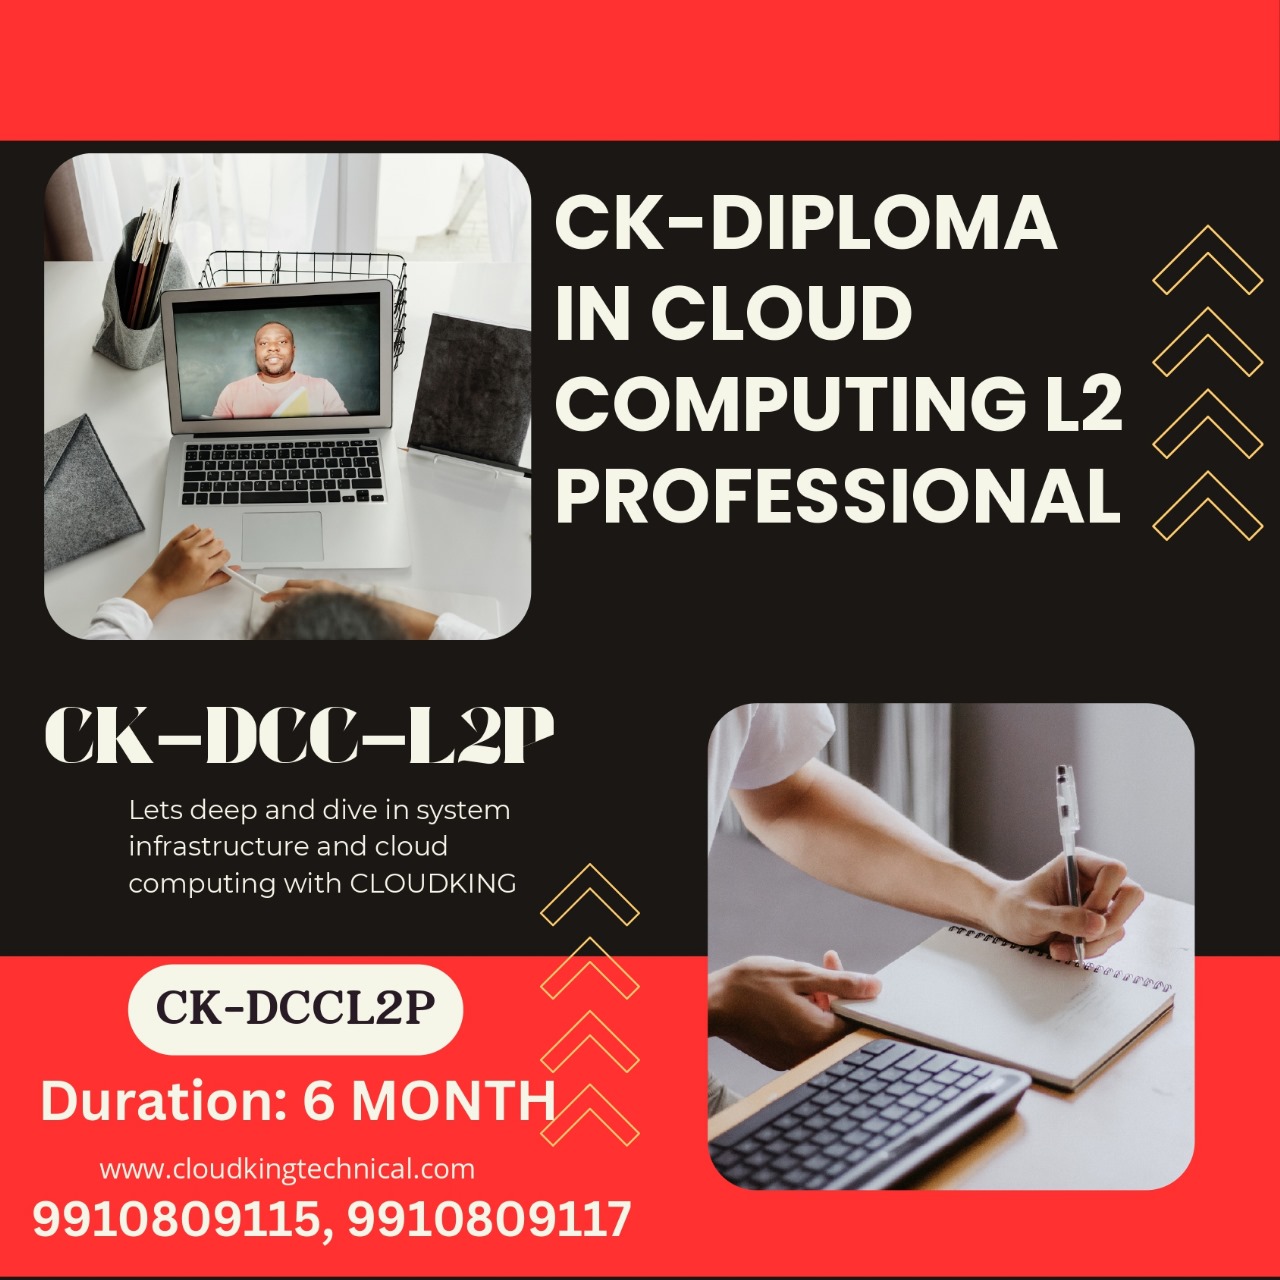 CK-DIPLOMA
IN CLOUD
COMPUTING L2
PROFESSIONAL
CK-DCC-L2P
Lets deep and dive in system
infrastructure and cloud
computing with CLOUDKING
CK-DCCL2P
Duration: 6 MONTH
www.cloudkingtechnical.com
9910809115, 9910809117